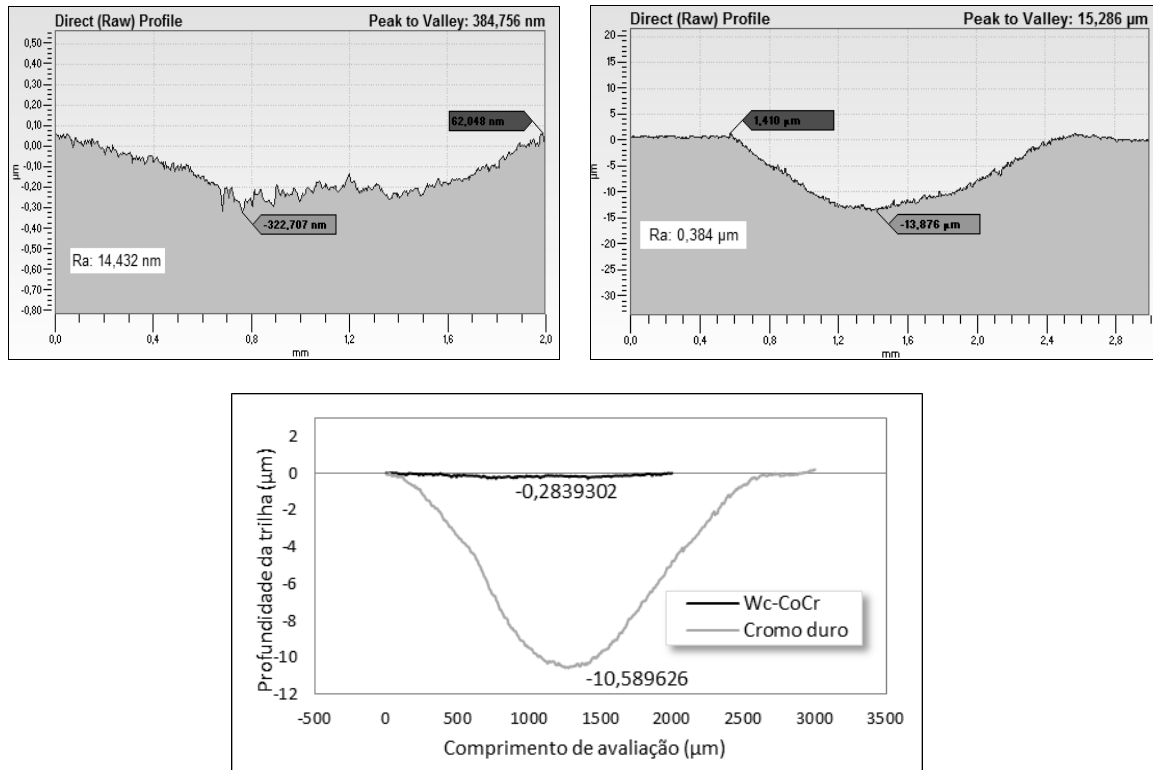 Direct (Raw) Profile Peak to Valley: 384,756 nm
0,50
0,40
0,30
0,20
0,10
0,00
-0,10
-0,20
-0,30
-0,40
-0,50
-0,60
-0,70
-0,80
µm
62,048 nm
-322,707 nm
Ra: 14,432 nm
0,0 0,4 0,8 1,2 1,6 2,0
mm
Direct (Raw) Profile Peak to Valley: 15,286 µm
20
15
10
5
0
-5
-10
-15
-20
-25
-30
µm
1,410 µm
-13,876 µm
Ra: 0,384 µm
0,0 0,4 0,8 1,2 1,6 2,0 2,4 2,8
mm
Profundidade da trilha (µm)
2
0
-2
-4
-6
-8
-10
-12
-0,2839302
Wc-CoCr
Cromo duro
-10,589626
-500 0 500 1000 1500 2000 2500 3000 3500
Comprimento de avaliação (µm)